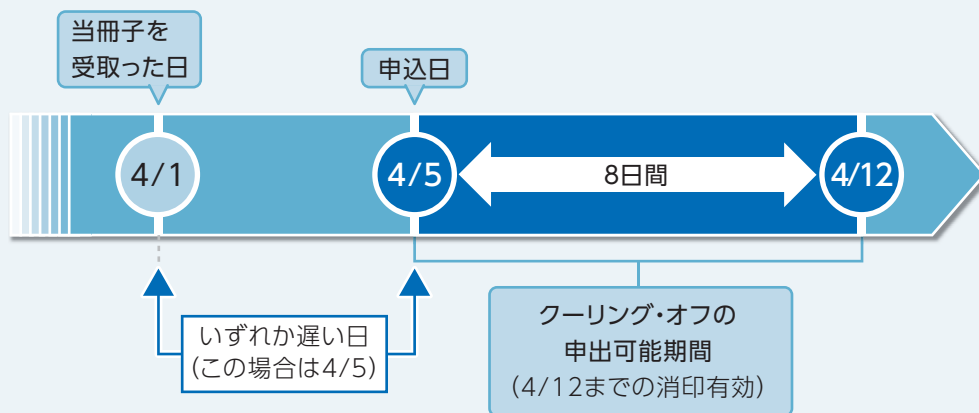 当冊子を
受取った日
申込日
4/1
4/5
8日間
4/12
いずれか遅い日
(この場合は4/5)
クーリング・オフの
申出可能期間
(4/12までの消印有効)